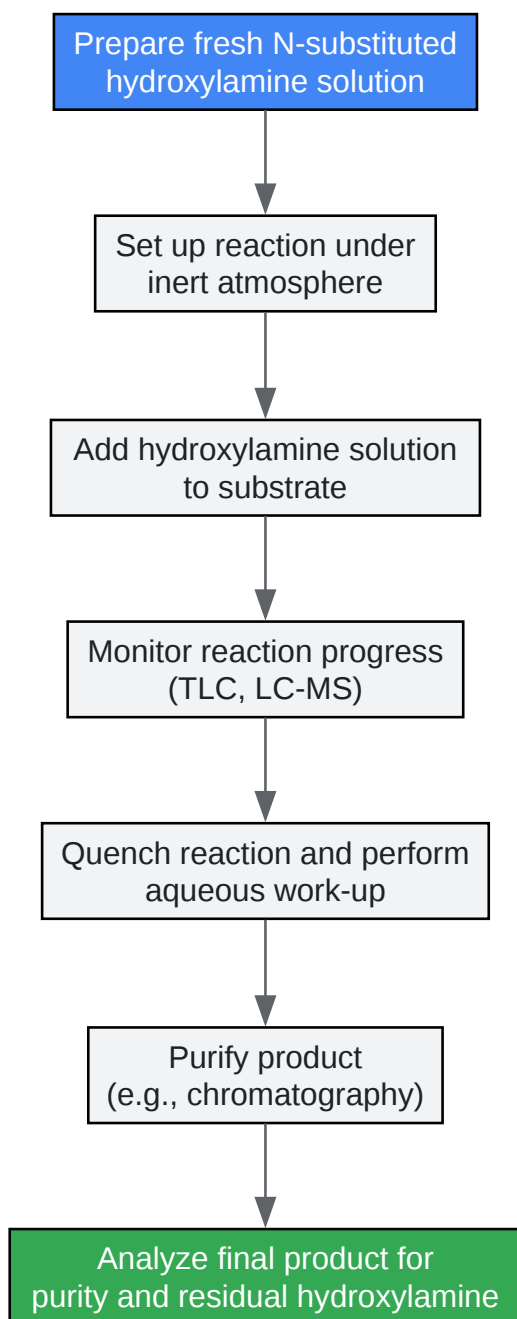 Prepare fresh N-substituted
hydroxylamine solution
Set up reaction under
inert atmosphere
Add hydroxylamine solution
to substrate
Monitor reaction progress
(TLC, LC-MS)
Quench reaction and perform
aqueous work-up
Purify product
(e.g., chromatography)
Analyze final product for
purity and residual hydroxylamine